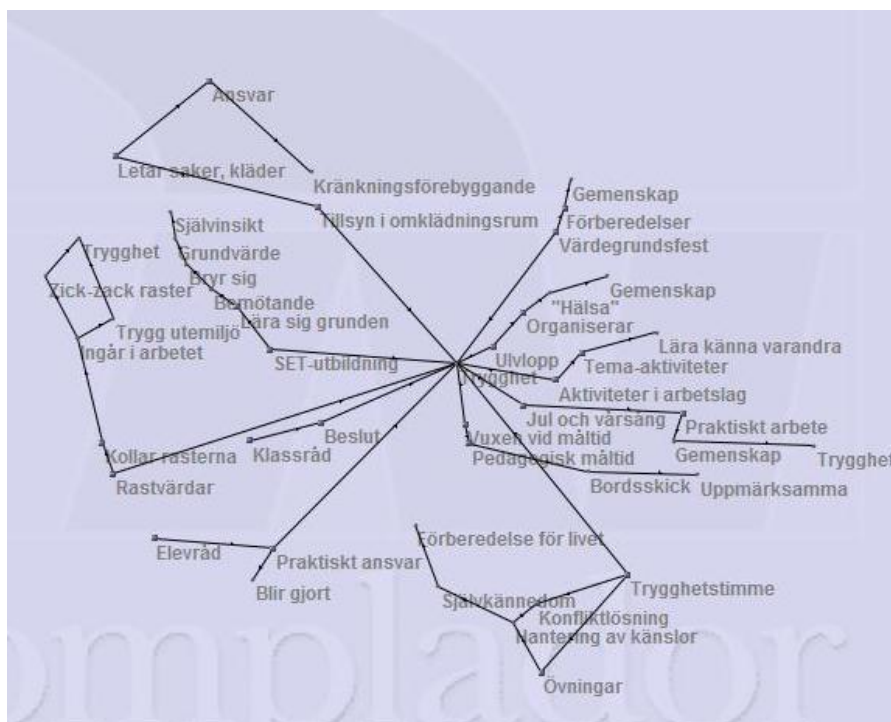 Ansvar
Letar saker, kläder
Kränkningsförebyggande
Gemenskap
Tillsyn i omklädningsrum
Förberedelser
Självinsikt
Värdegrundsfest
Trygghet
Grundvärde
Zick-zack raster
Bryr sig
Gemenskap
Bemötande
"Hälsa"
Lära sig grunden
Organiserar
Trygg utemiljö
Ingår i arbetet
Lära känna varandra
SET-utbildning
Ulvlopp
Tema-aktiviteter
Trygghet
Aktiviteter i arbetslag
Jul och vårsång
Praktiskt arbete
Beslut
Vuxen vid måltid
Kollar rasterna
Klassråd
Pedagogisk måltid
Gemenskap
Trygghet
Rastvärdar
Bordsskick
Uppmärksamma
Förberedelse för livet
Elevråd
Praktiskt ansvar
Blir gjort
Trygghetstimme
Självkännedom
Konfliktlösning
Hantering av känslor
Övningar
omplador